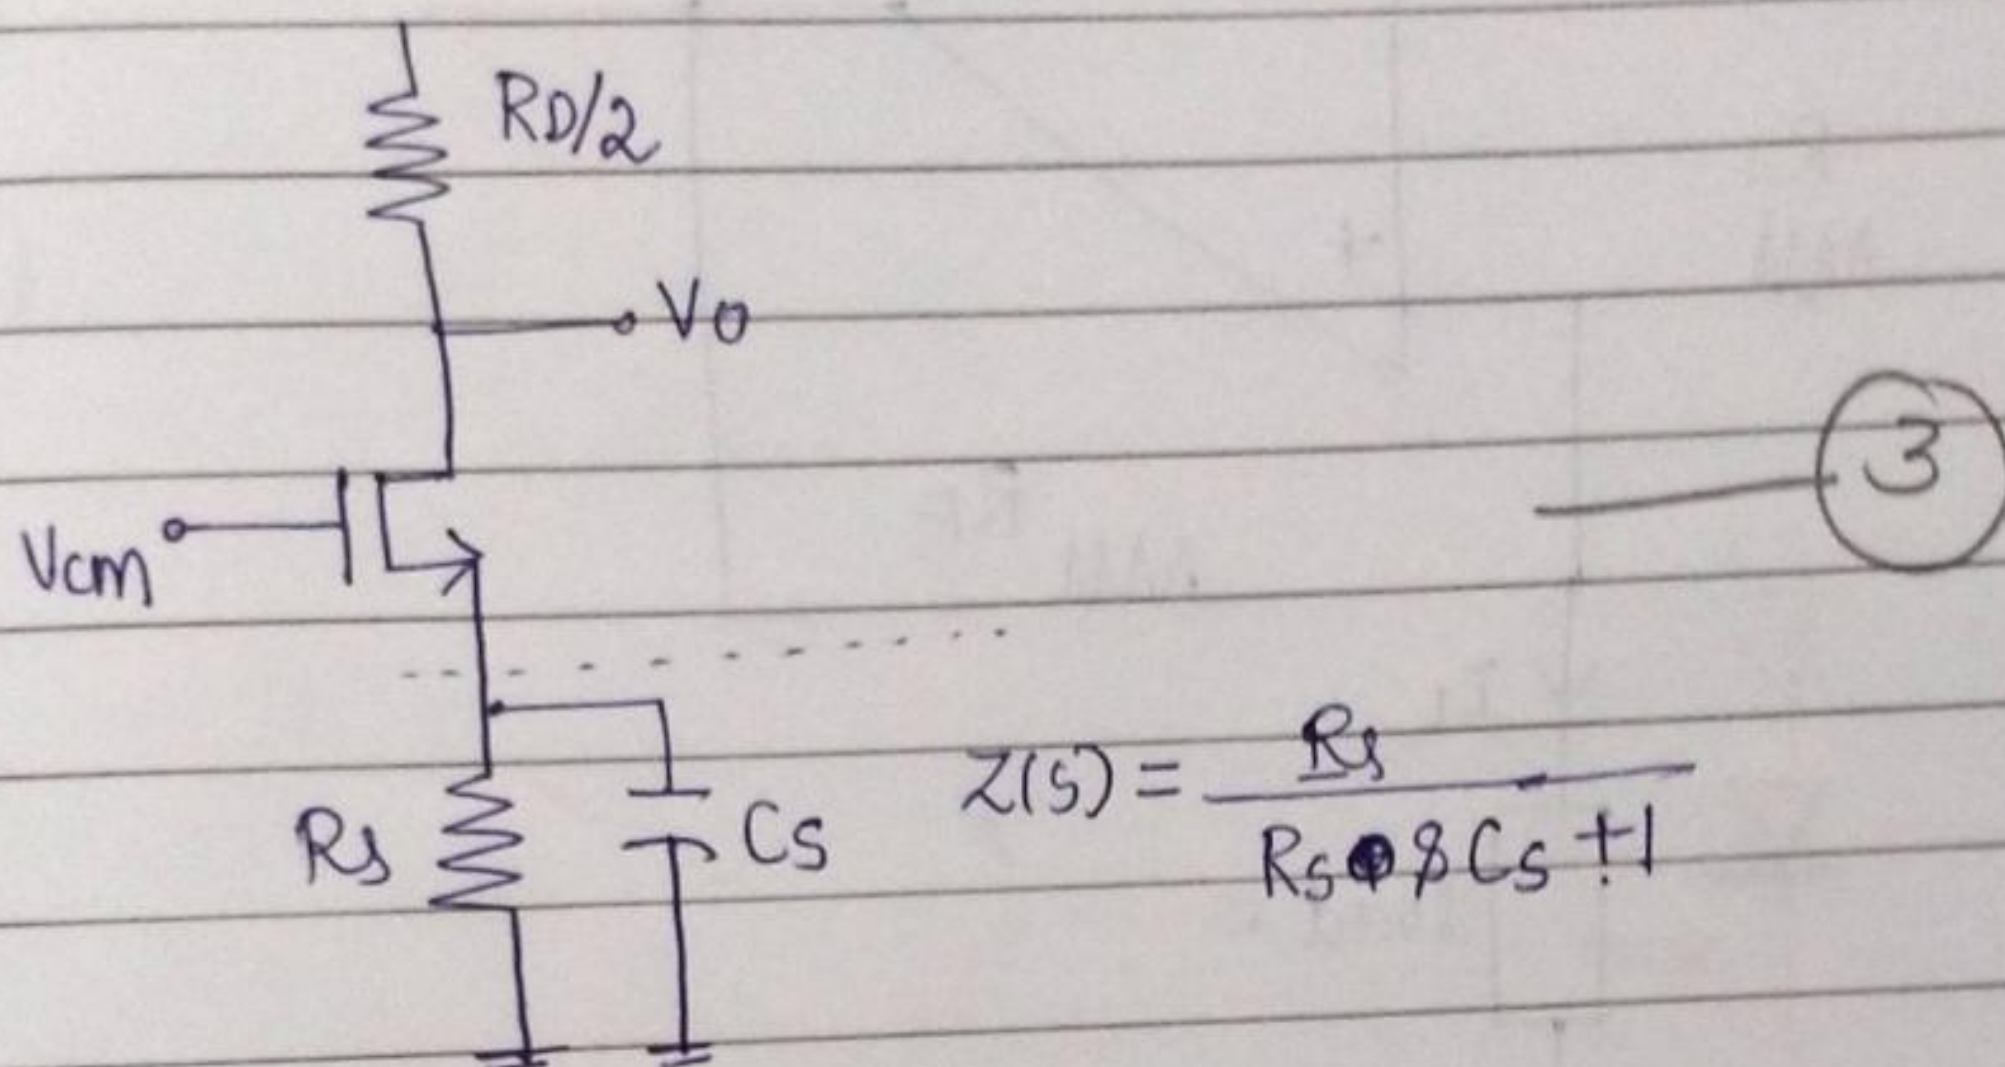 RD/2
Vo
3
Vcm
Rs
Cs
Z(s) = Rs / Rs sCs + 1